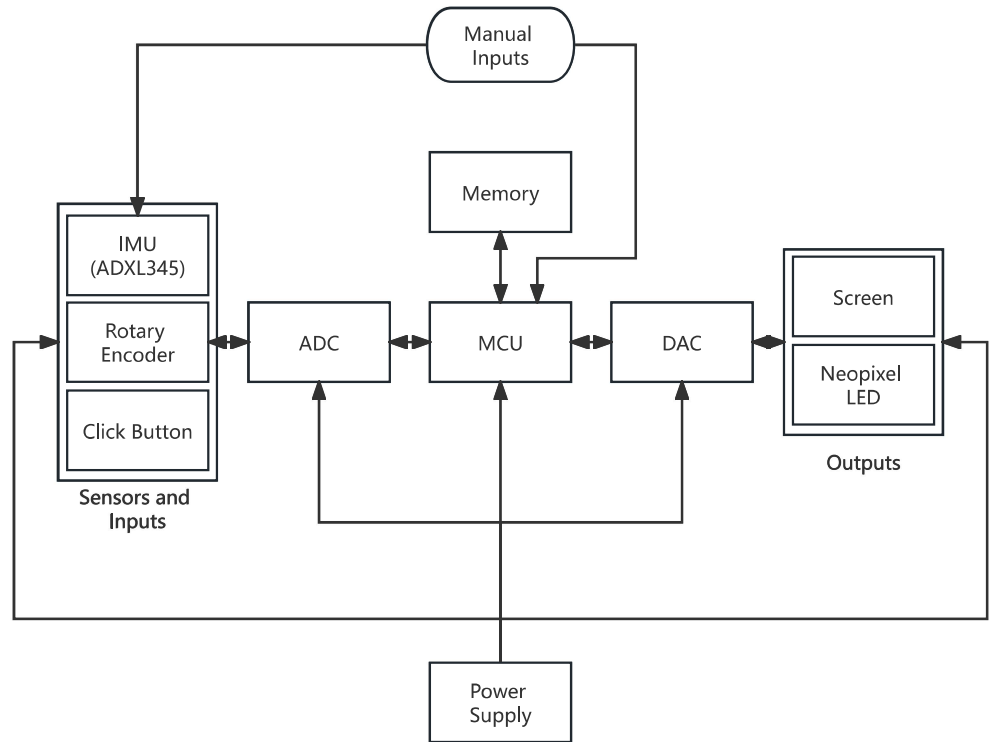 Manual
Inputs
Memory
IMU
(ADXL345)
Rotary
Encoder
Click Button
Sensors and
Inputs
ADC
MCU
DAC
Screen
Neopixel
LED
Outputs
Power
Supply